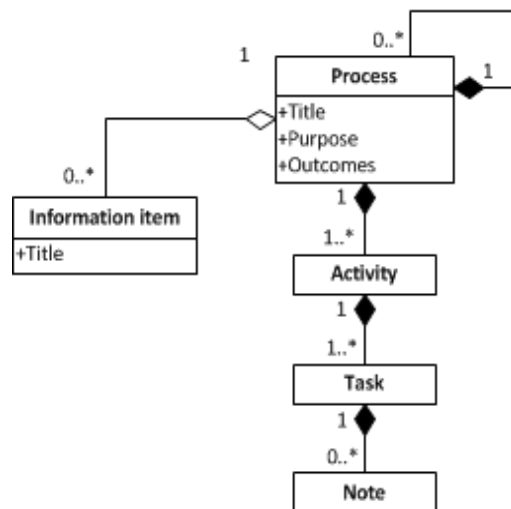 0..*
1
Process
1
+Title
+Purpose
+Outcomes
0..*
Information item
+Title
1
1..*
Activity
1
1..*
Task
1
0..*
Note